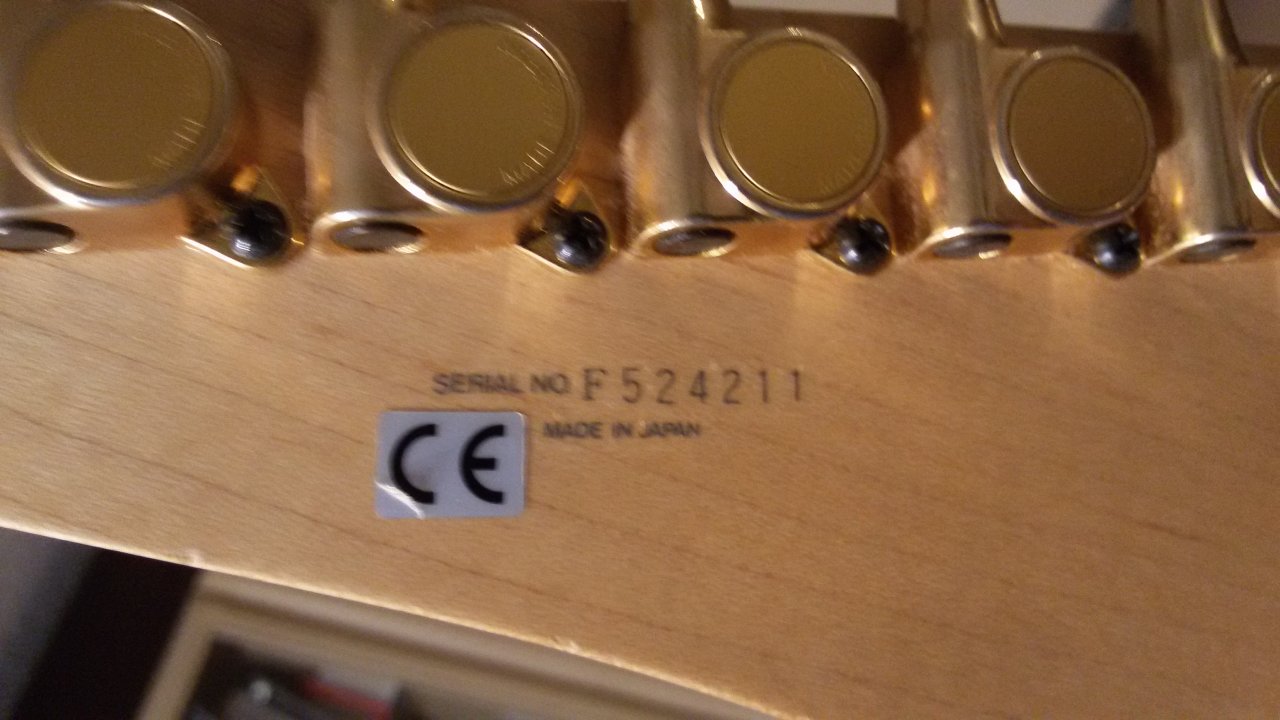 SERIAL NO. F524211
CE
MADE IN JAPAN